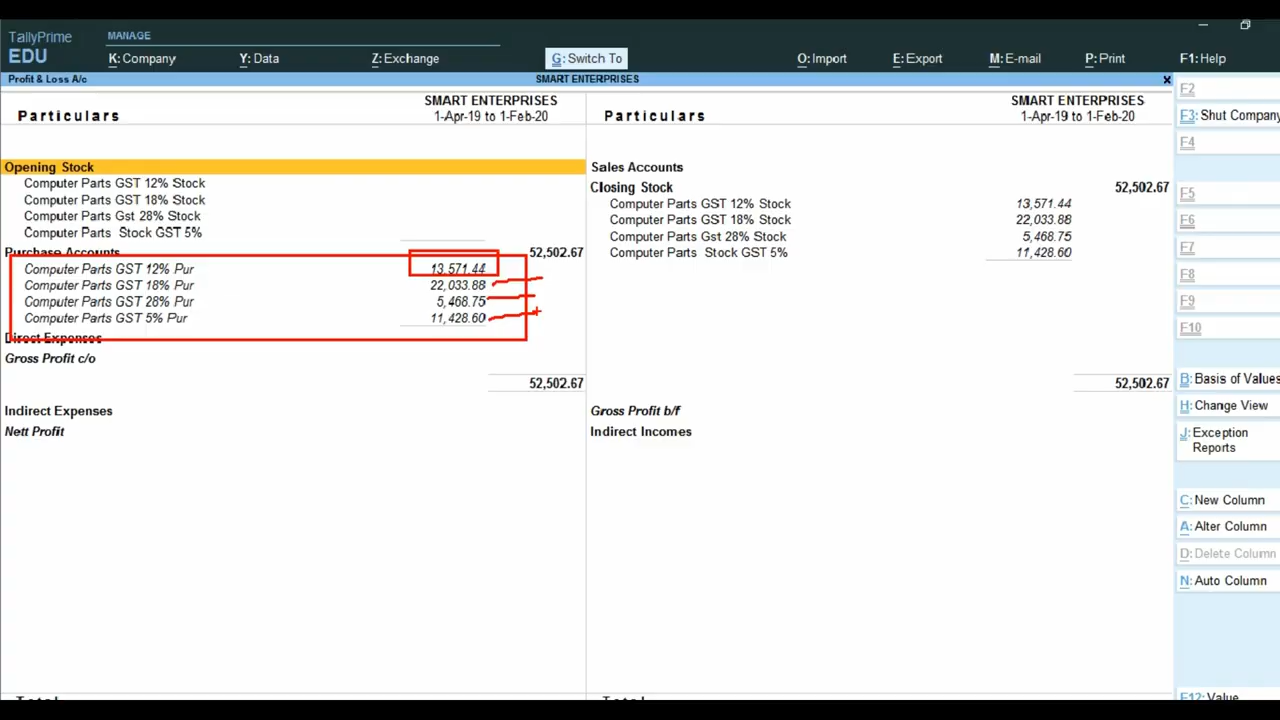 TallyPrime
EDU
MANAGE
K: Company
Y: Data
Z: Exchange
G: Switch To
O: Import
E: Export
M: E-mail
P: Print
F1: Help
Profit & Loss A/c
SMART ENTERPRISES
x
Particulars
SMART ENTERPRISES
1-Apr-19 to 1-Feb-20
Opening Stock
Computer Parts GST 12% Stock
Computer Parts GST 18% Stock
Computer Parts Gst 28% Stock
Computer Parts Stock GST 5%
Purchase Accounts 52,502.67
Computer Parts GST 12% Pur 13,571.44
Computer Parts GST 18% Pur 22,033.88
Computer Parts GST 28% Pur 5,468.75
Computer Parts GST 5% Pur 11,428.60
Direct Expenses
Gross Profit c/o
52,502.67
Indirect Expenses
Nett Profit
Total
Particulars
SMART ENTERPRISES
1-Apr-19 to 1-Feb-20
Sales Accounts
Closing Stock 52,502.67
Computer Parts GST 12% Stock 13,571.44
Computer Parts GST 18% Stock 22,033.88
Computer Parts Gst 28% Stock 5,468.75
Computer Parts Stock GST 5% 11,428.60
52,502.67
Gross Profit b/f
Indirect Incomes
Total
F2
F3: Shut Company
F4
F5
F6
F7
F8
F9
F10
B: Basis of Values
H: Change View
J: Exception
Reports
C: New Column
A: Alter Column
D: Delete Column
N: Auto Column
F12: Value